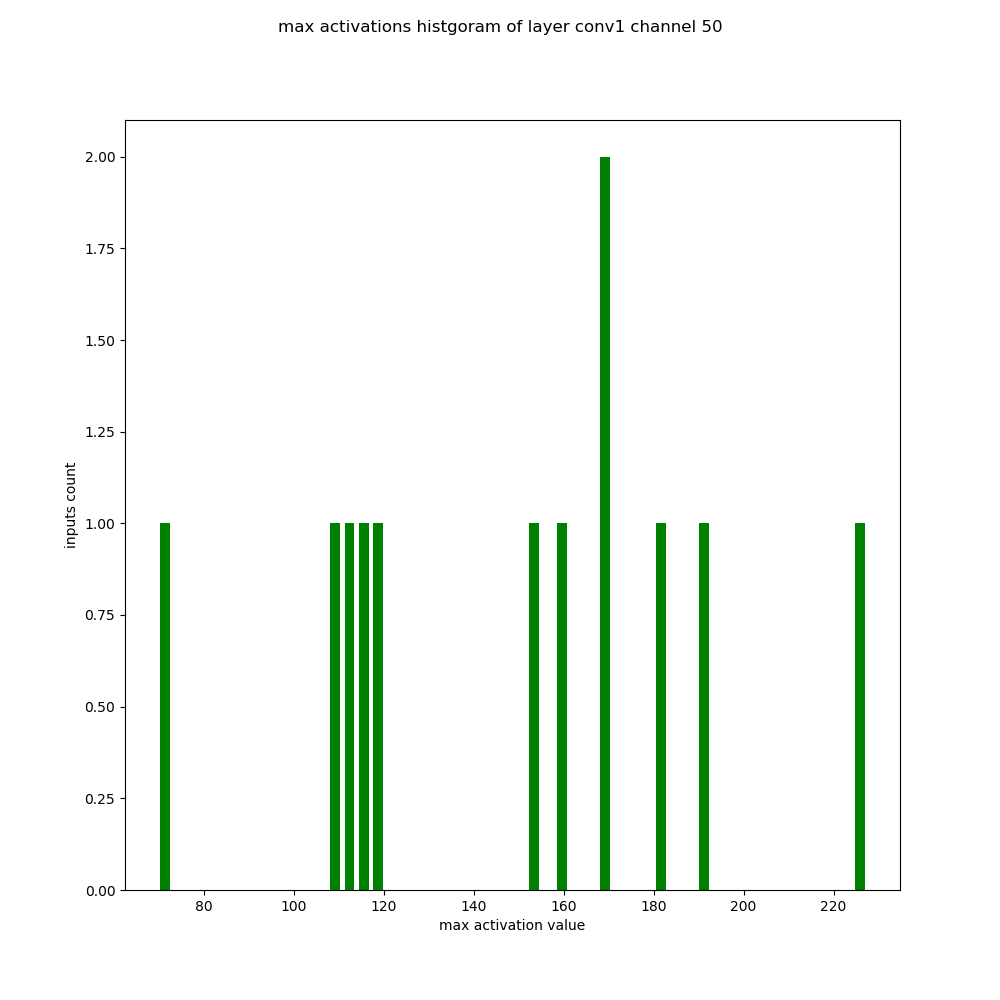 max activations histgoram of layer conv1 channel 50
2.00
1.75
1.50
1.25
1.00
0.75
0.50
0.25
0.00
inputs count
80 100 120 140 160 180 200 220
max activation value